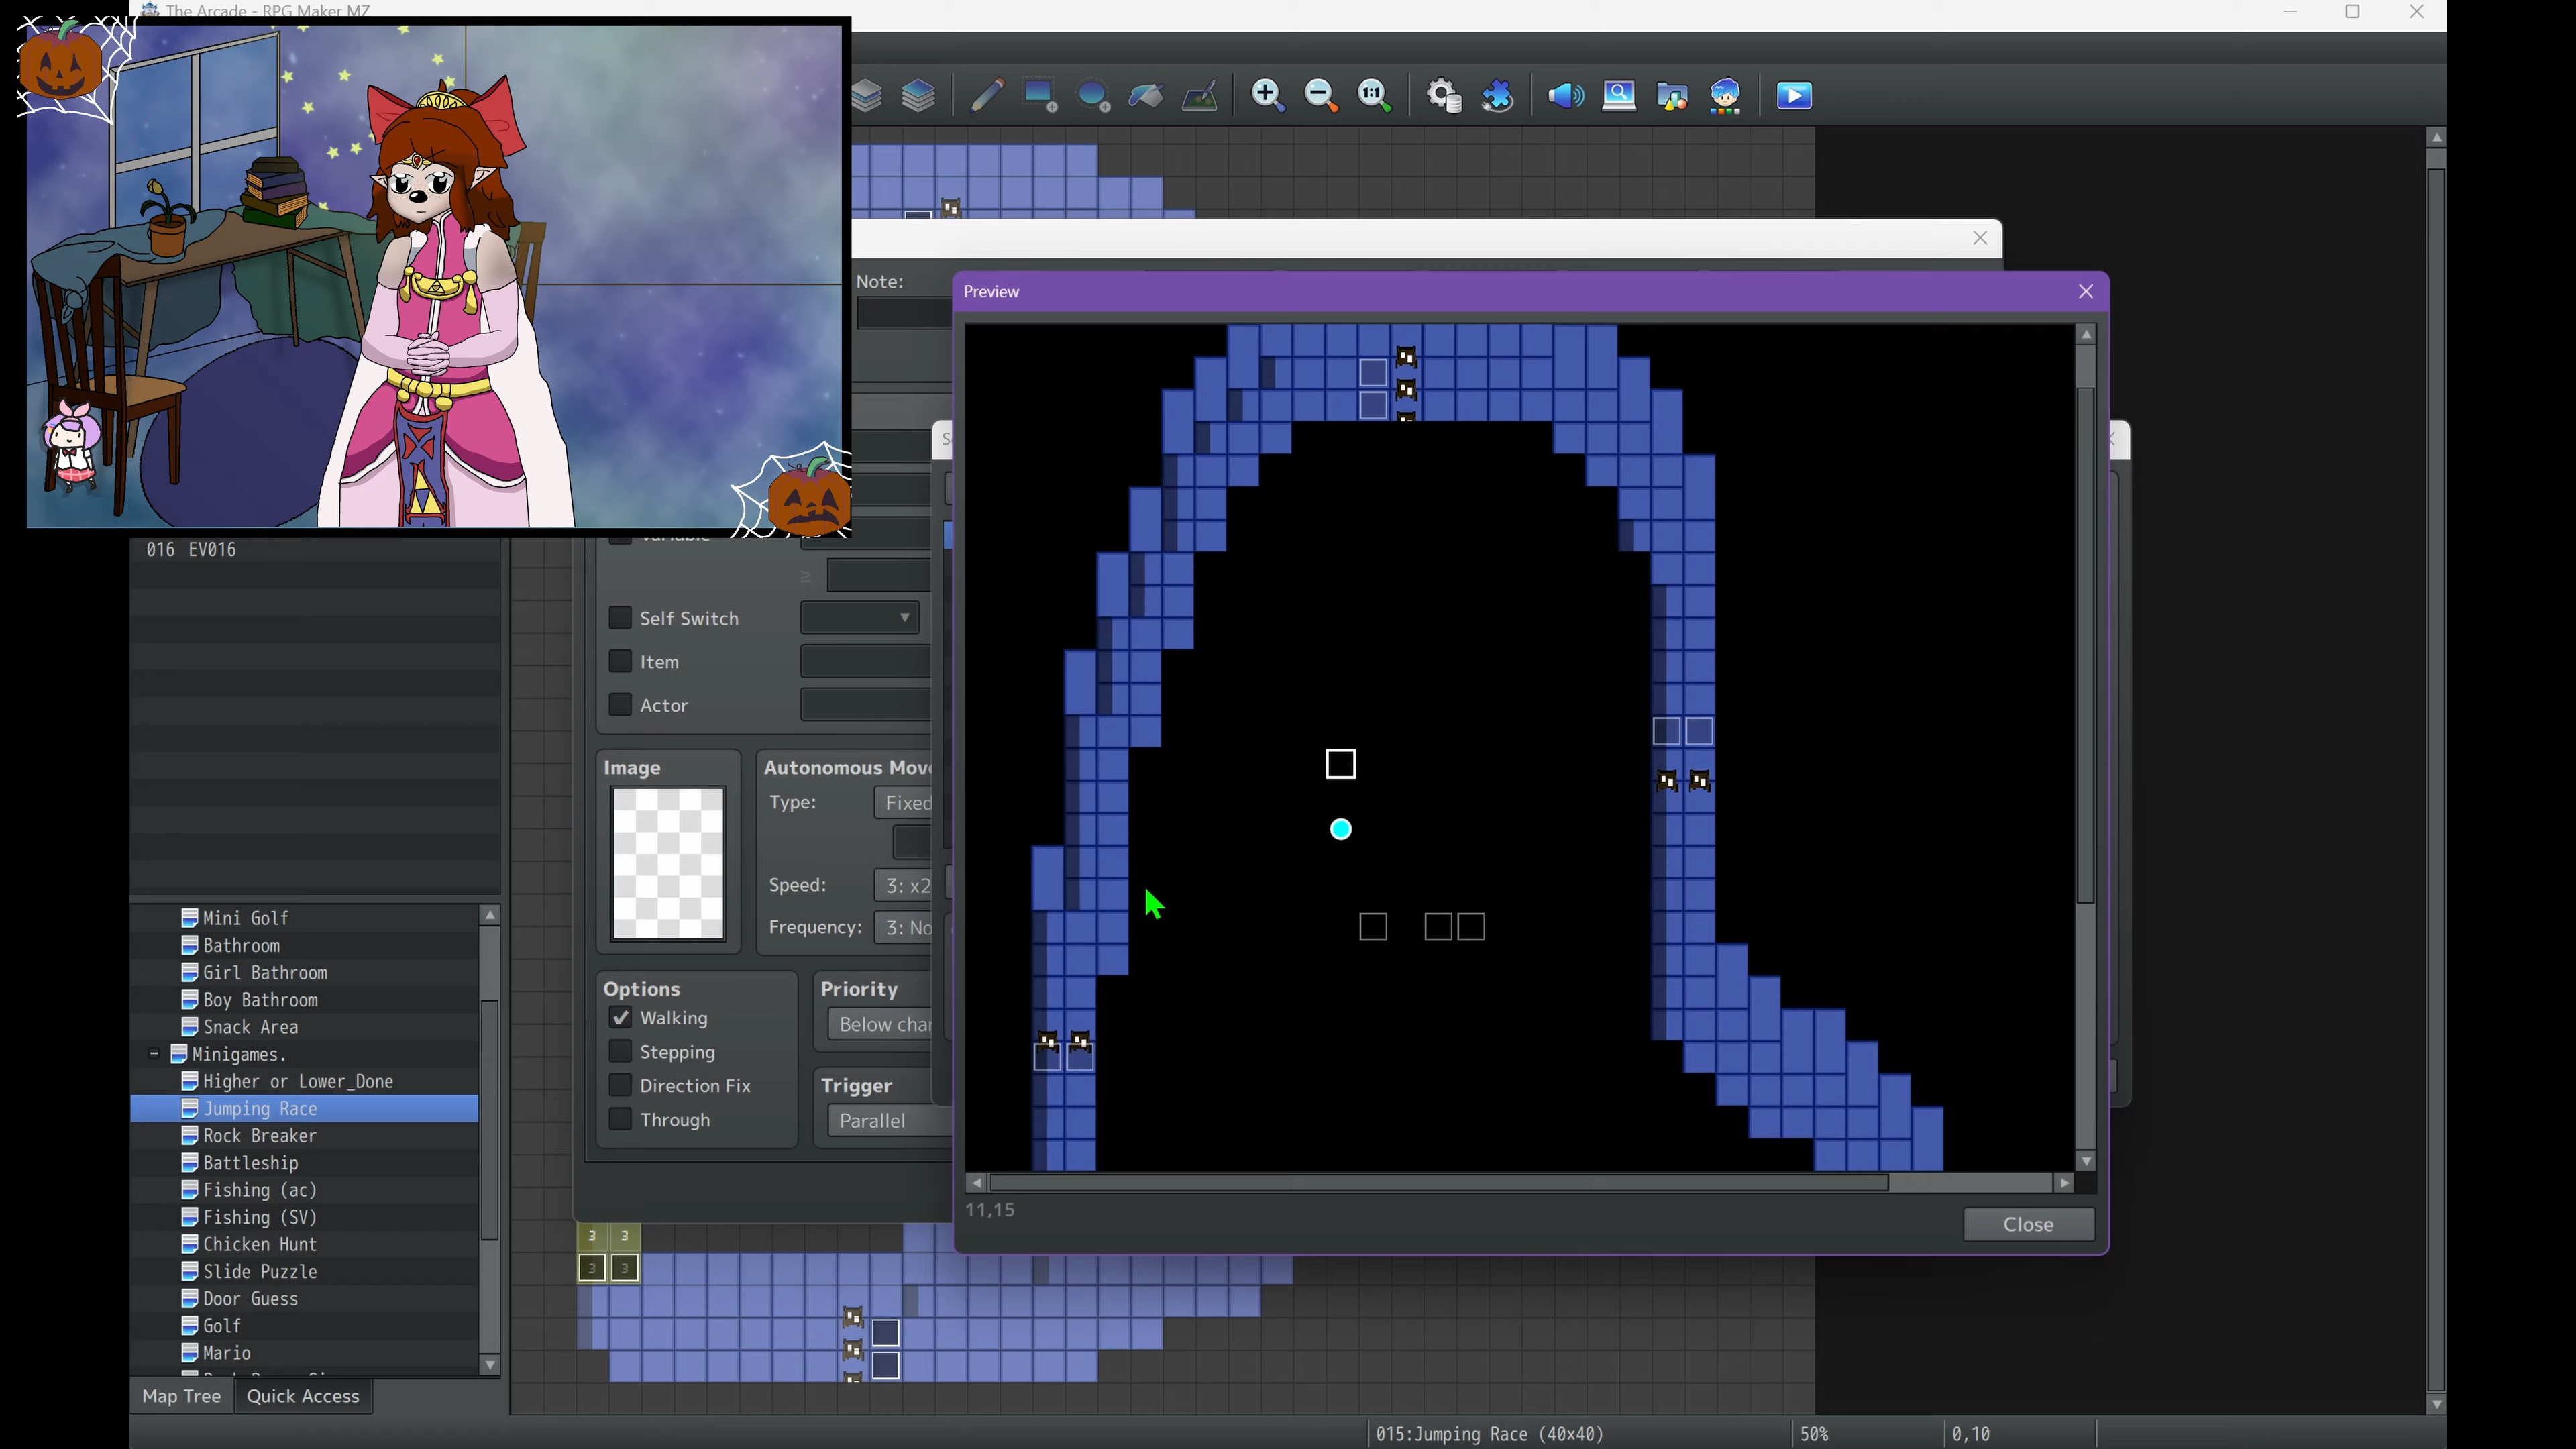 The Arcade - RPG Maker MZ
Note:
Preview
016 EV016
≥
Self Switch
Item
Actor
Image
Autonomous Move
Type:
Fixed
Speed:
3: x2
Frequency:
3: No
Options
Walking
Stepping
Direction Fix
Through
Priority
Below char
Trigger
Parallel
11,15
Close
Mini Golf
Bathroom
Girl Bathroom
Boy Bathroom
Snack Area
Minigames.
Higher or Lower_Done
Jumping Race
Rock Breaker
Battleship
Fishing (ac)
Fishing (SV)
Chicken Hunt
Slide Puzzle
Door Guess
Golf
Mario
3 3
3 3
Map Tree
Quick Access
015:Jumping Race (40x40)
50%
0,10